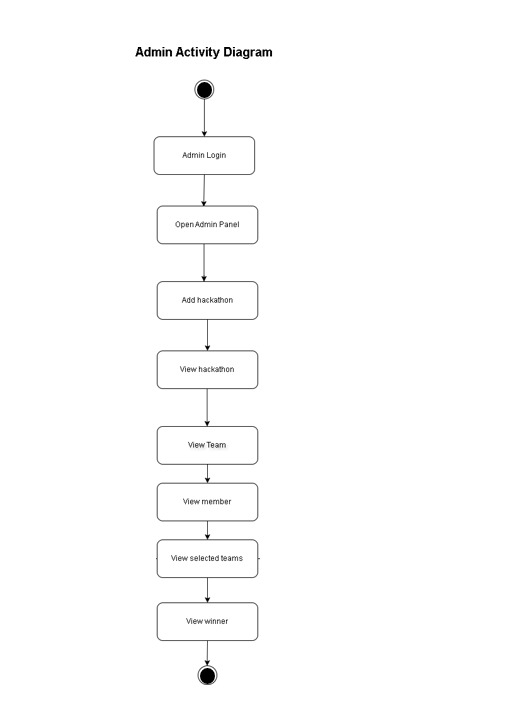 Admin Activity Diagram
Admin Login
Open Admin Panel
Add hackathon
View hackathon
View Team
View member
View selected teams
View winner